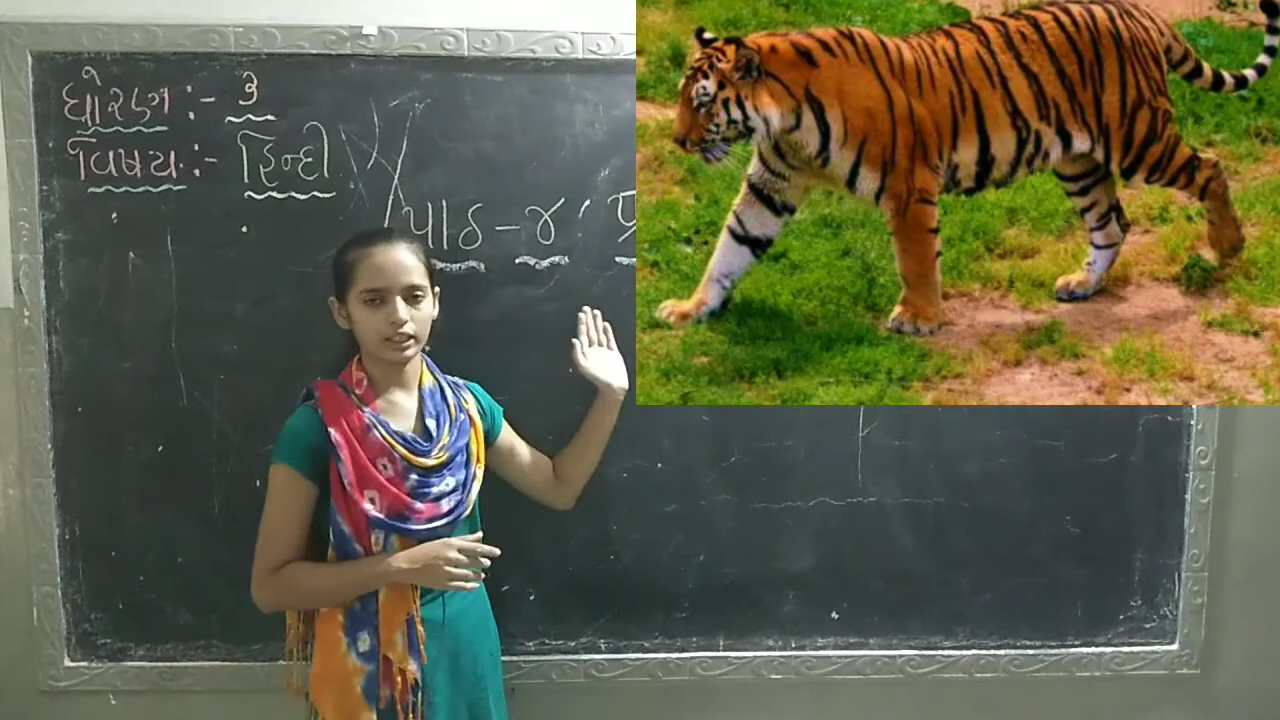 ધોરણ :- ૩
વિષય :- હિન્દી
પાઠ - ૪ :